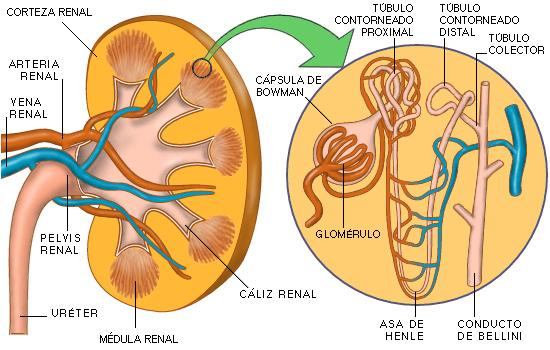 CORTEZA RENAL
ARTERIA
RENAL
VENA
RENAL
PELVIS
RENAL
URÉTER
MÉDULA RENAL
CÁLIZ RENAL
TÚBULO
CONTORNEADO
PROXIMAL
TÚBULO
CONTORNEADO
DISTAL
TÚBULO
COLECTOR
CÁPSULA DE
BOWMAN
GLOMÉRULO
ASA DE
HENLE
CONDUCTO
DE BELLINI